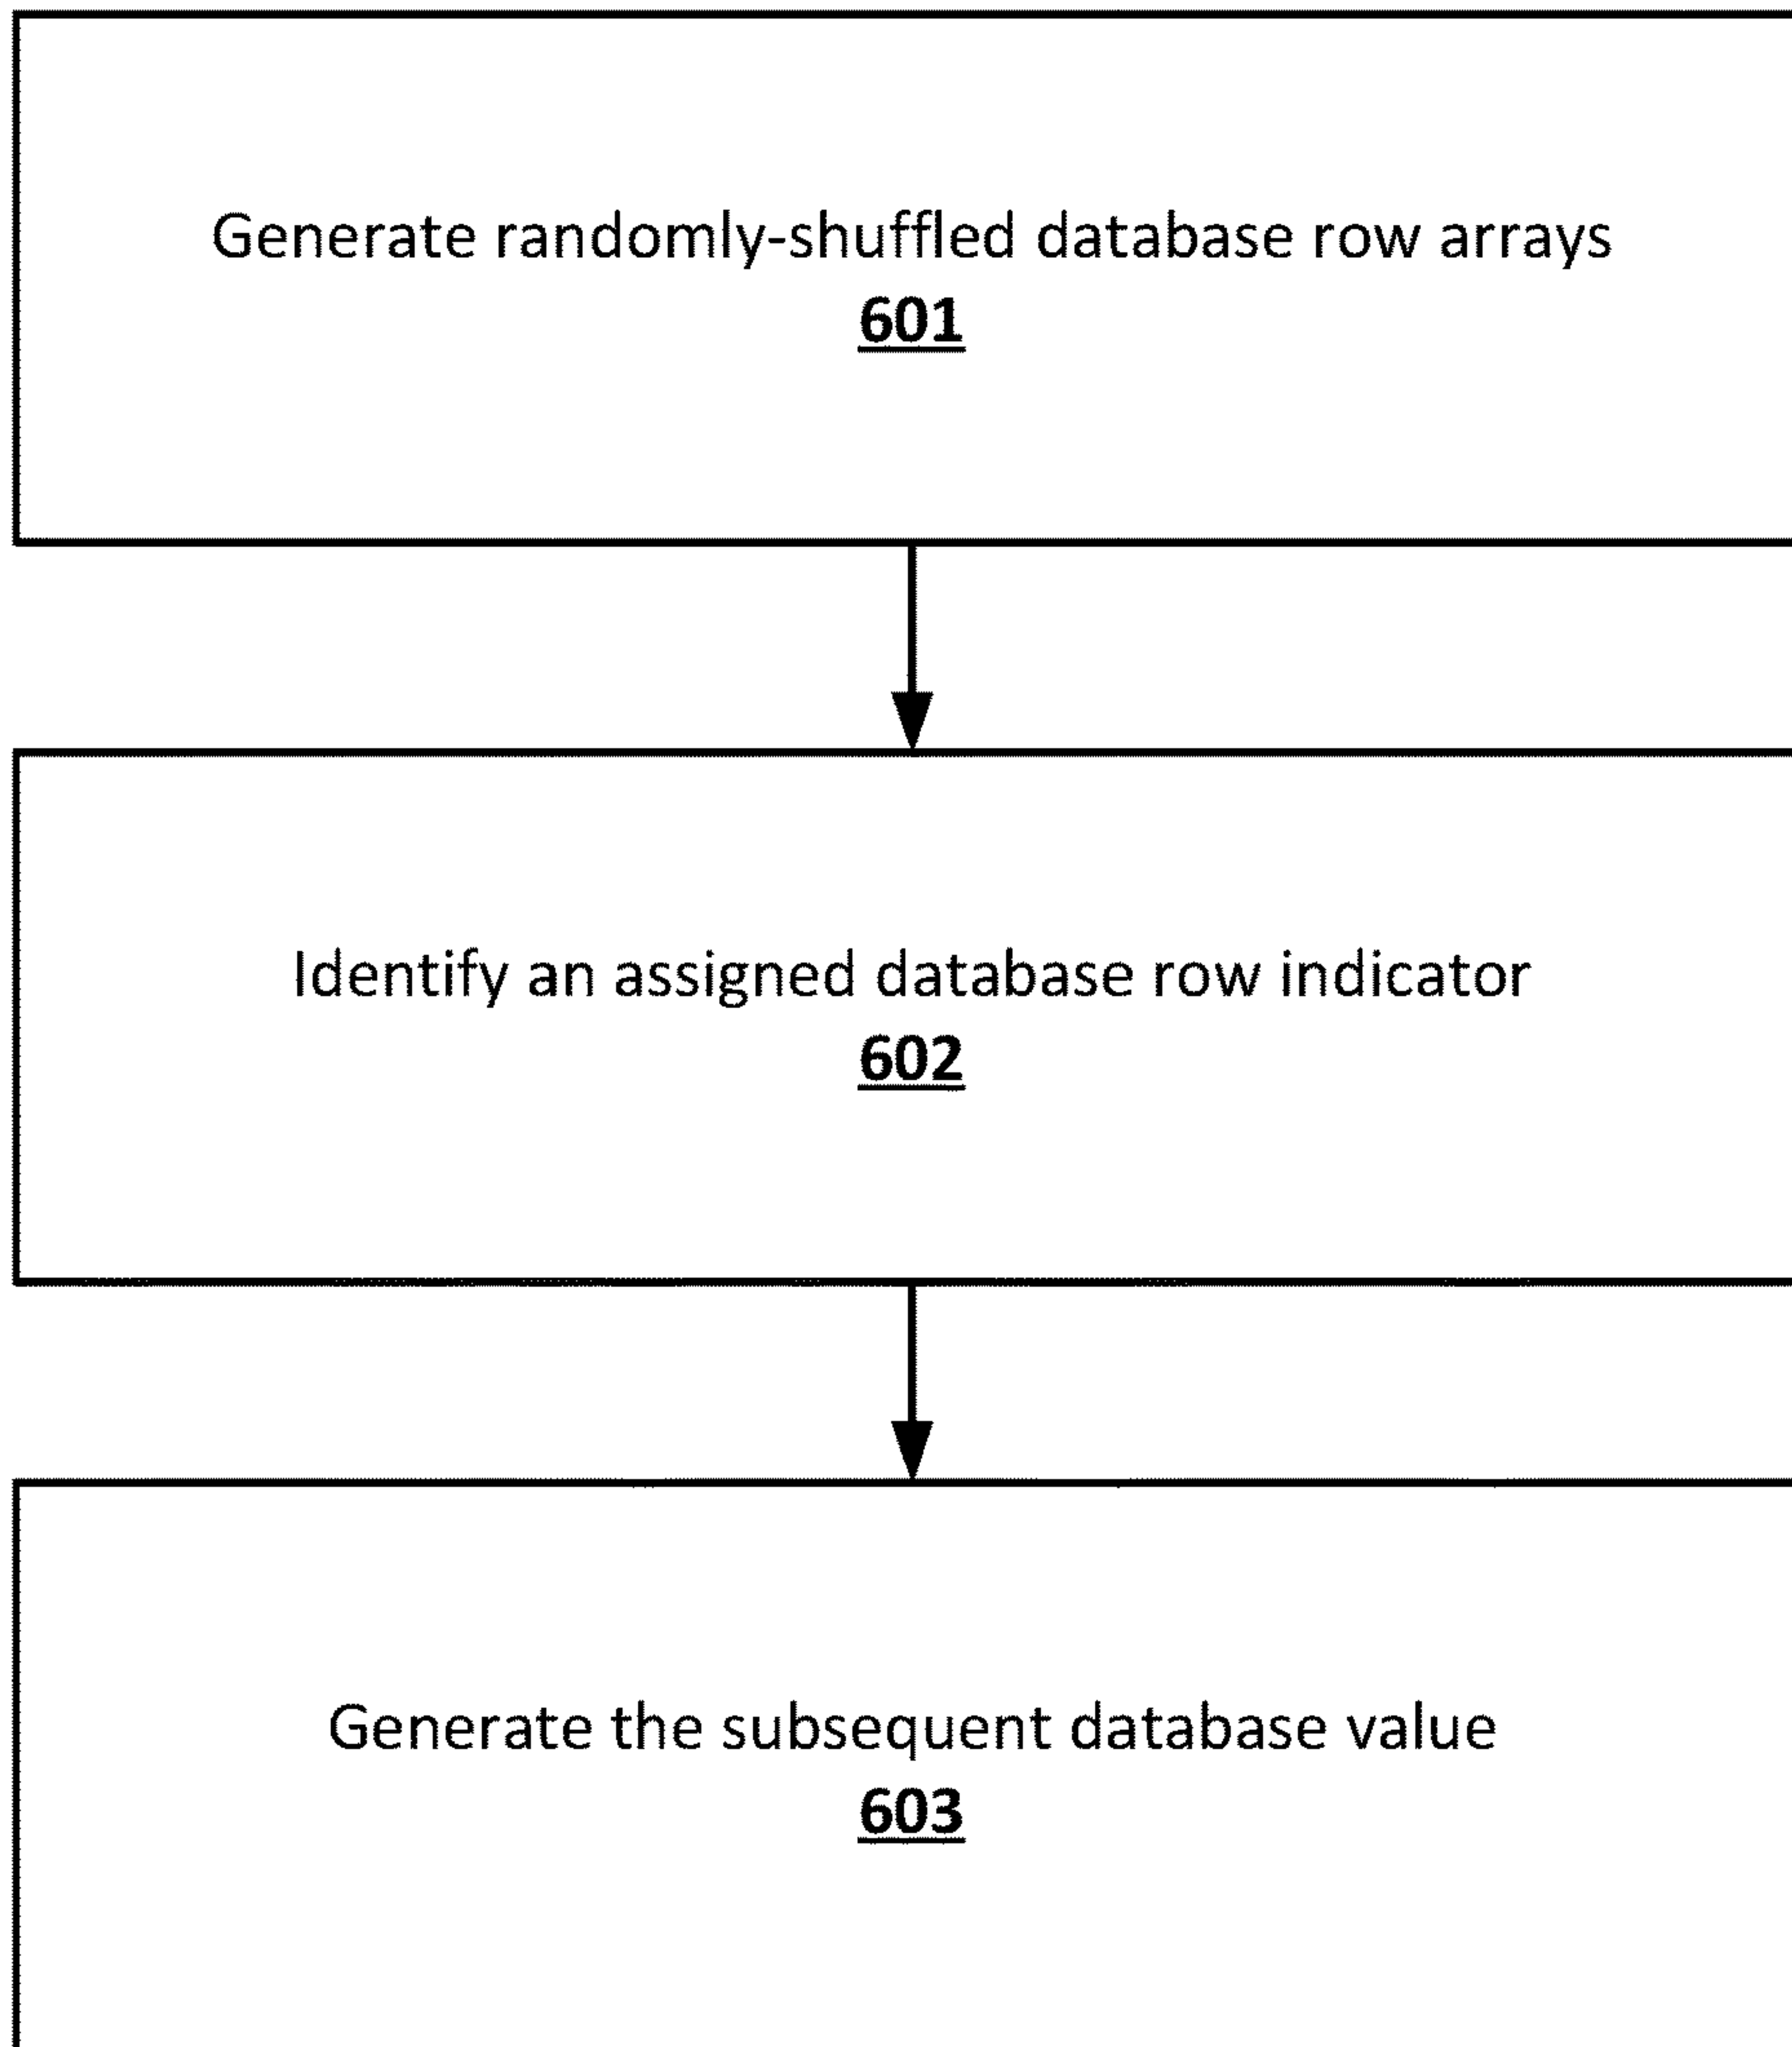 Generate randomly-shuffled database row arrays
601
Identify an assigned database row indicator
602
Generate the subsequent database value
603